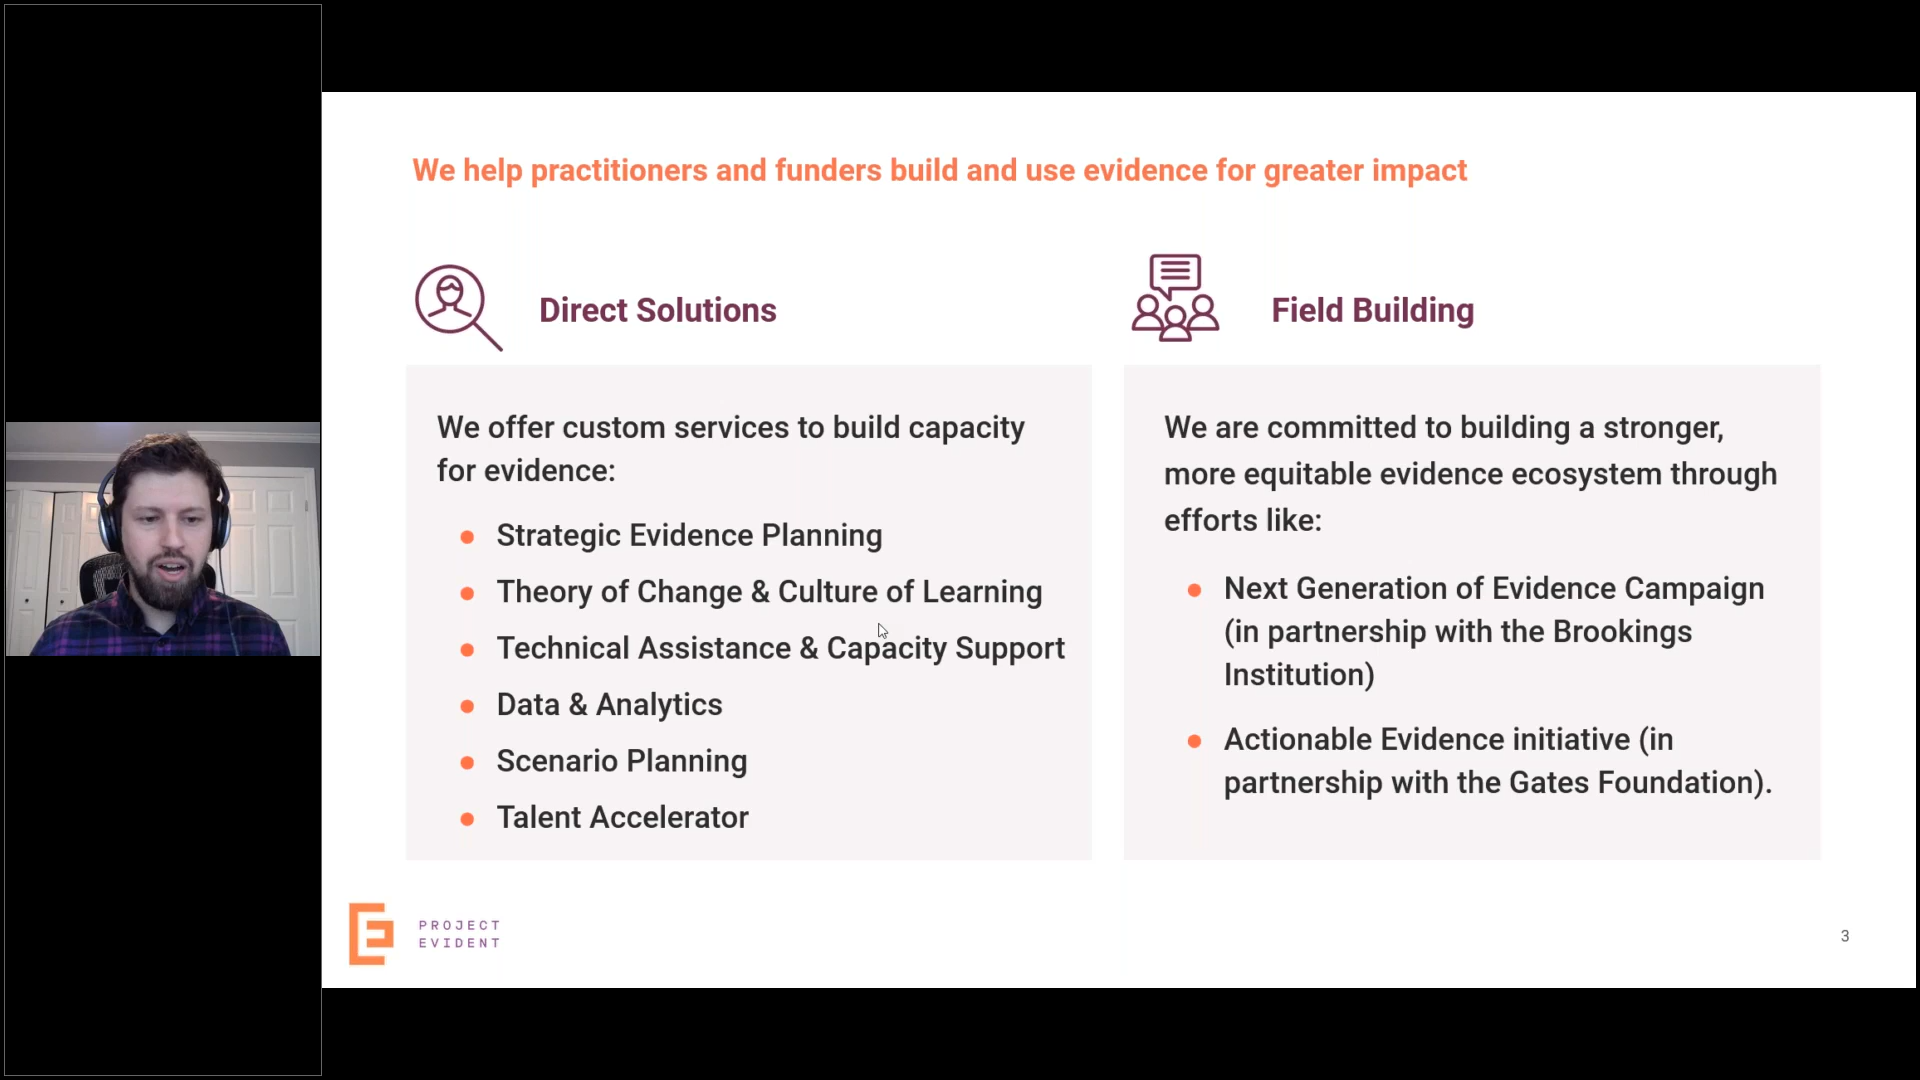 We help practitioners and funders build and use evidence for greater impact
Direct Solutions
We offer custom services to build capacity
for evidence:
Strategic Evidence Planning
Theory of Change & Culture of Learning
Technical Assistance & Capacity Support
Data & Analytics
Scenario Planning
Talent Accelerator
Field Building
We are committed to building a stronger,
more equitable evidence ecosystem through
efforts like:
Next Generation of Evidence Campaign
(in partnership with the Brookings
Institution)
Actionable Evidence initiative (in
partnership with the Gates Foundation).
PROJECT
EVIDENT
3